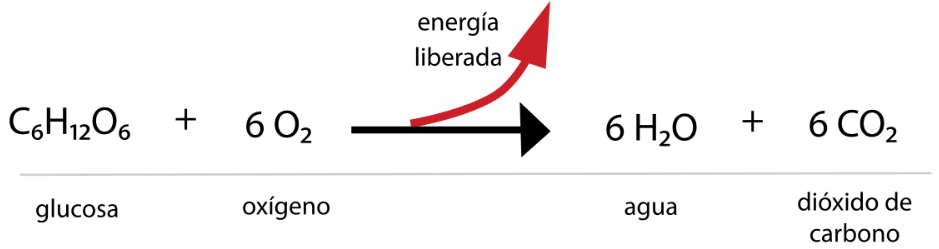 energía
liberada
C₆H₁₂O₆ + 6 O₂ 6 H₂O + 6 CO₂
glucosa oxígeno agua dióxido de
carbono